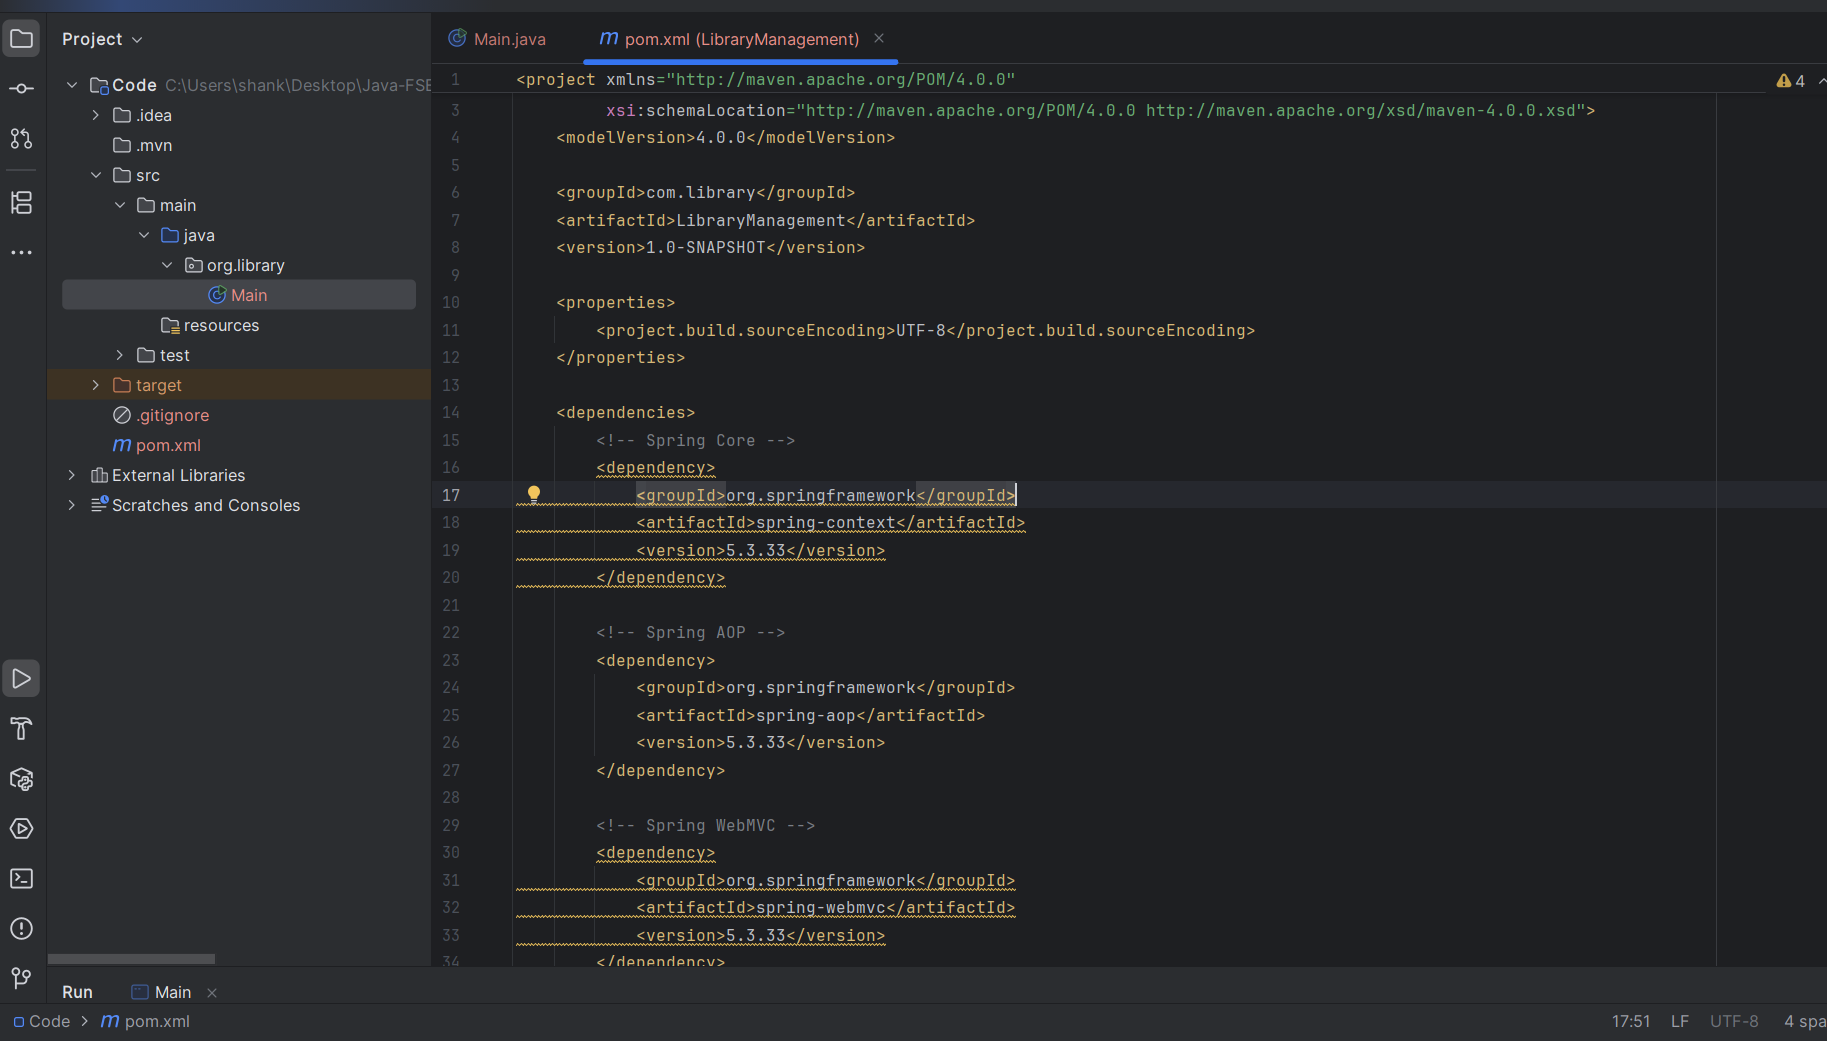 Project
Main.java
pom.xml (LibraryManagement)
Code C:\Users\shank\Desktop\Java-FSE
.idea
.mvn
src
main
java
org.library
Main
resources
test
target
.gitignore
pom.xml
External Libraries
Scratches and Consoles
4
1 <project xmlns="http://maven.apache.org/POM/4.0.0"
3 xsi:schemaLocation="http://maven.apache.org/POM/4.0.0 http://maven.apache.org/xsd/maven-4.0.0.xsd">
4 <modelVersion>4.0.0</modelVersion>
5
6 <groupId>com.library</groupId>
7 <artifactId>LibraryManagement</artifactId>
8 <version>1.0-SNAPSHOT</version>
9
10 <properties>
11 <project.build.sourceEncoding>UTF-8</project.build.sourceEncoding>
12 </properties>
13
14 <dependencies>
15 <!-- Spring Core -->
16 <dependency>
17 <groupId>org.springframework</groupId>
18 <artifactId>spring-context</artifactId>
19 <version>5.3.33</version>
20 </dependency>
21
22 <!-- Spring AOP -->
23 <dependency>
24 <groupId>org.springframework</groupId>
25 <artifactId>spring-aop</artifactId>
26 <version>5.3.33</version>
27 </dependency>
28
29 <!-- Spring WebMVC -->
30 <dependency>
31 <groupId>org.springframework</groupId>
32 <artifactId>spring-webmvc</artifactId>
33 <version>5.3.33</version>
34 </dependency>
Run Main
Code > pom.xml
17:51 LF UTF-8 4 spa